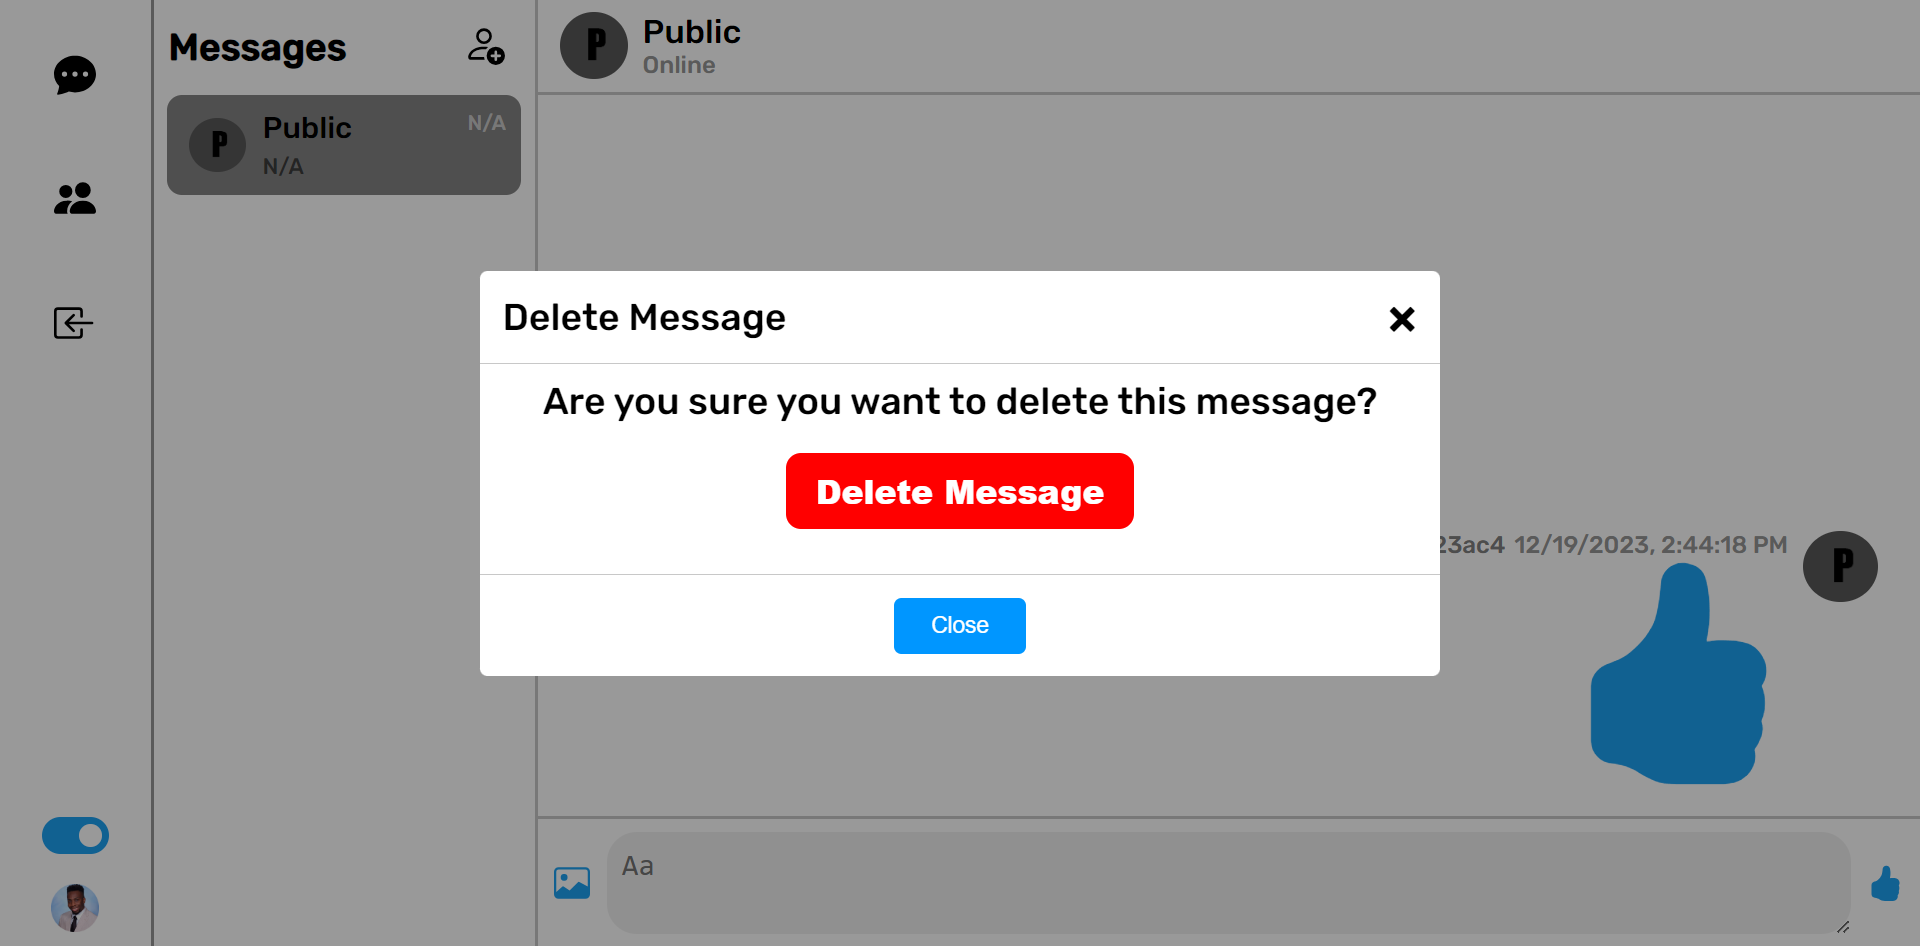 Messages
P
Public
N/A
N/A
P
Public
Online
Delete Message
Are you sure you want to delete this message?
Delete Message
Close
23ac4 12/19/2023, 2:44:18 PM
P
Aa